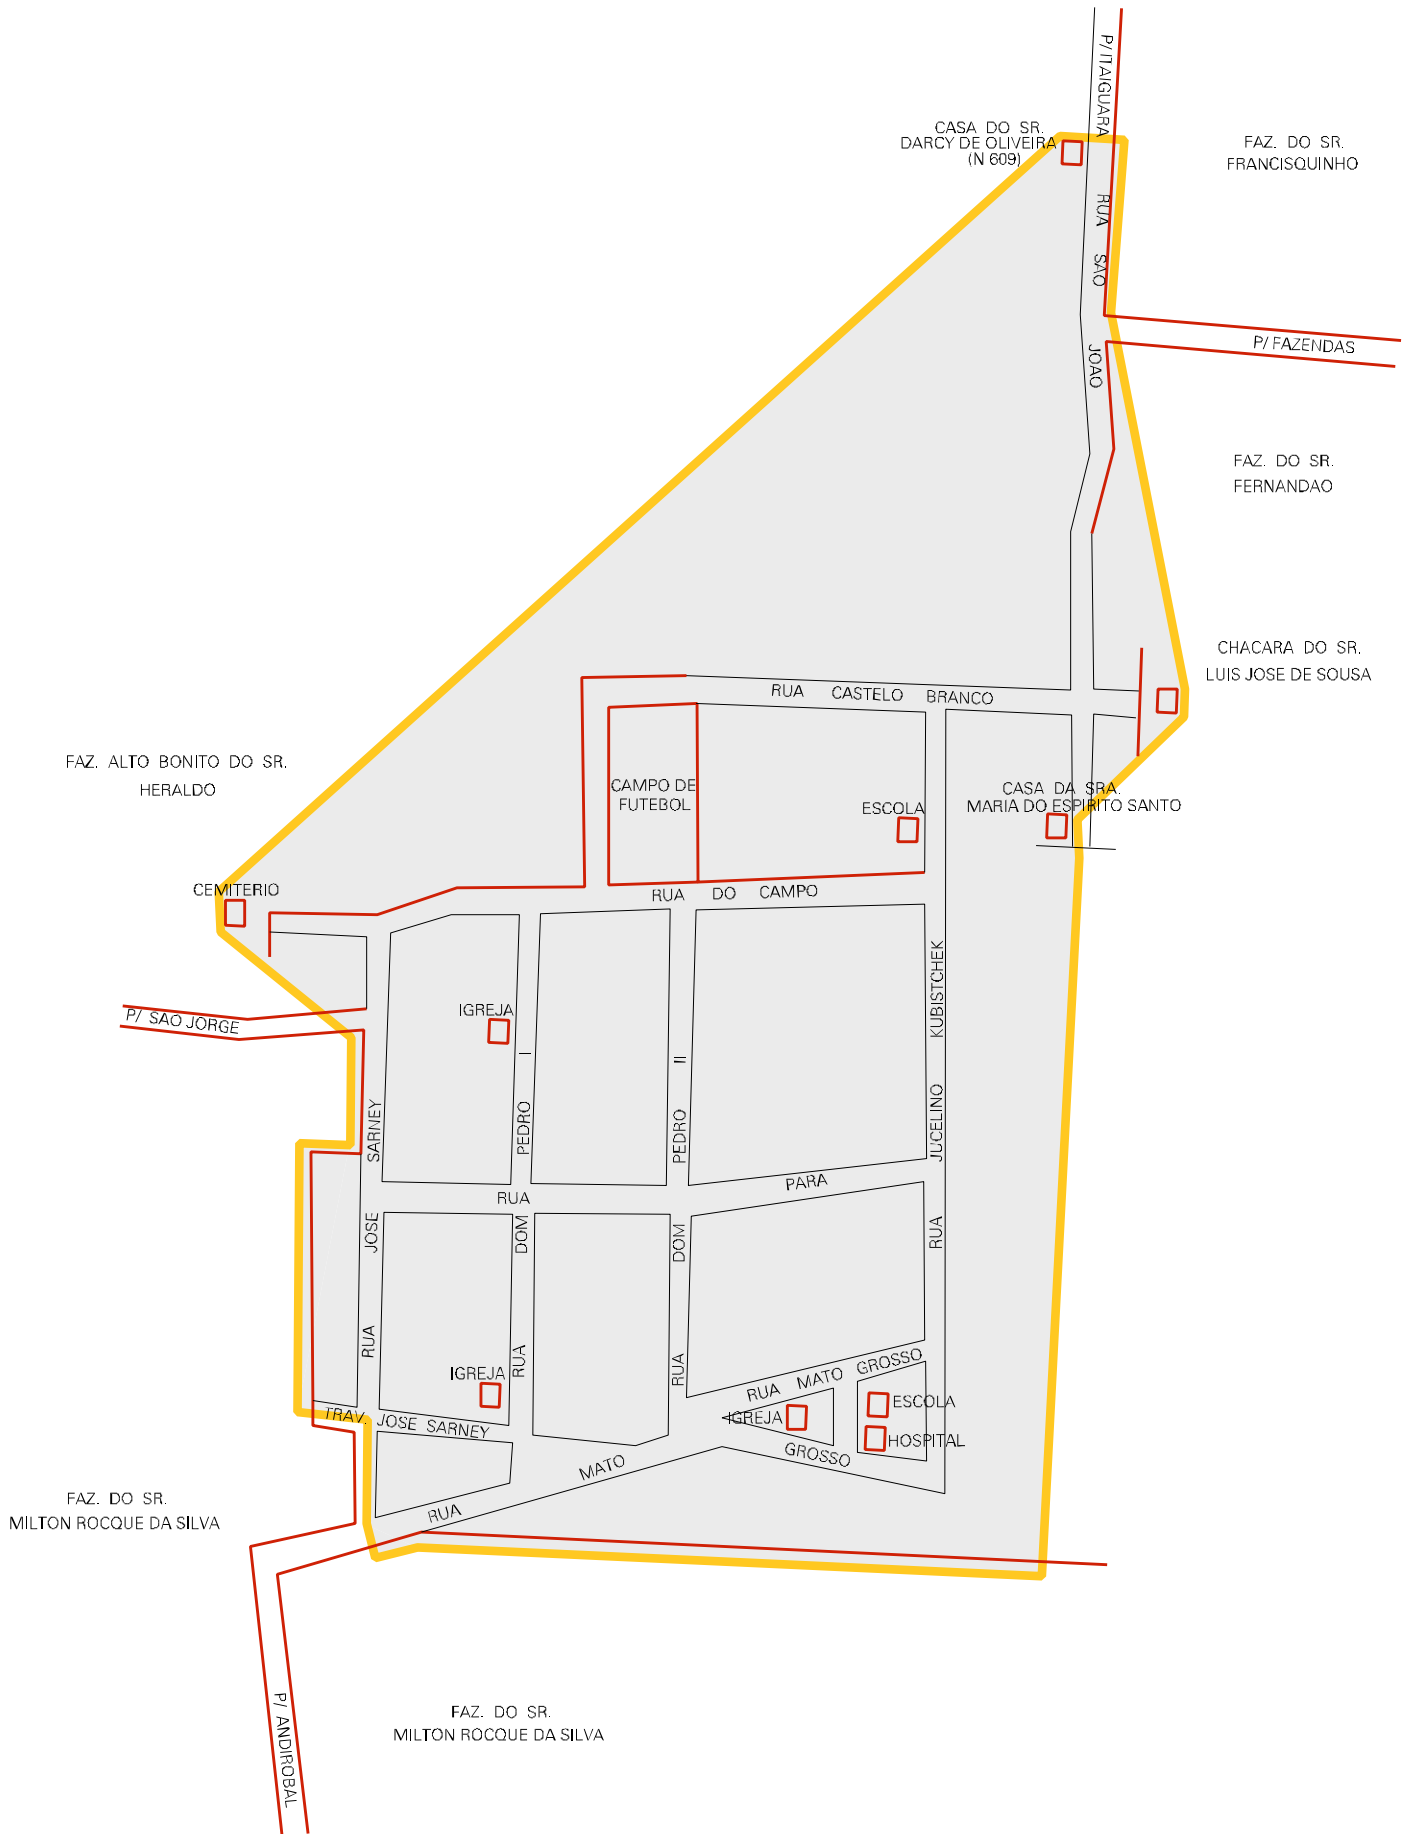 P/ ITAIGUARA
CASA DO SR.
DARCY DE OLIVEIRA
(N 609)
FAZ. DO SR.
FRANCISQUINHO
RUA SAO JOAO
P/ FAZENDAS
FAZ. DO SR.
FERNANDAO
CHACARA DO SR.
LUIS JOSE DE SOUSA
RUA CASTELO BRANCO
FAZ. ALTO BONITO DO SR.
HERALDO
CAMPO DE
FUTEBOL
ESCOLA
CASA DA SRA.
MARIA DO ESPIRITO SANTO
CEMITERIO
RUA DO CAMPO
P/ SAO JORGE
IGREJA
RUA JOSE SARNEY
RUA DOM PEDRO I
RUA DOM PEDRO II
RUA JUCELINO KUBISTCHEK
RUA PARA
IGREJA
RUA MATO GROSSO
TRAV. JOSE SARNEY
IGREJA
ESCOLA
HOSPITAL
RUA MATO GROSSO
FAZ. DO SR.
MILTON ROCQUE DA SILVA
P/ ANDIROBAL
FAZ. DO SR.
MILTON ROCQUE DA SILVA